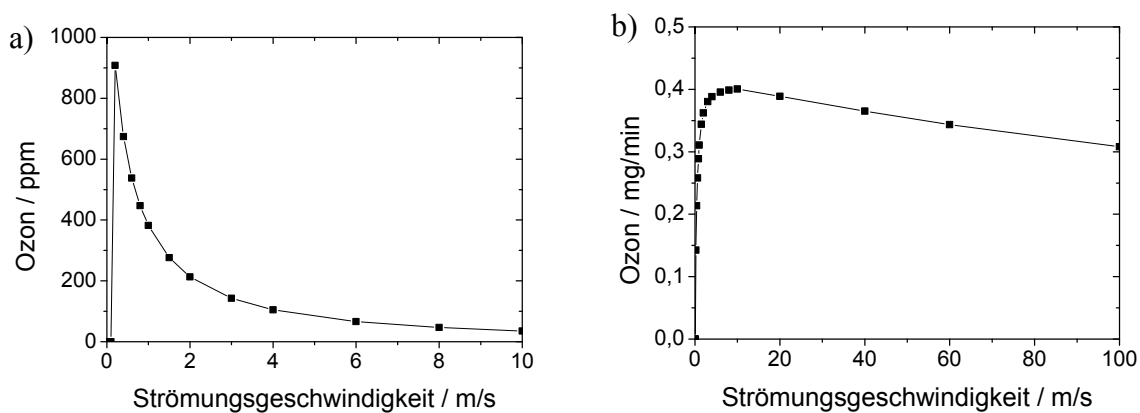 a)
1000
800
600
400
200
0
Ozon / ppm
0 2 4 6 8 10
Strömungsgeschwindigkeit / m/s
b)
0,5
0,4
0,3
0,2
0,1
0,0
Ozon / mg/min
0 20 40 60 80 100
Strömungsgeschwindigkeit / m/s